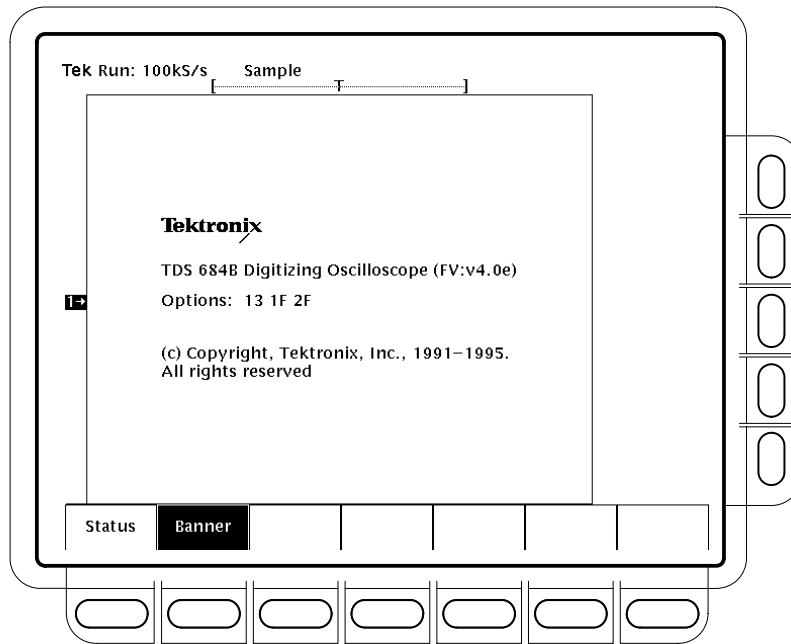 Tek Run: 100kS/s Sample
[ T ]
Tektronix
TDS 684B Digitizing Oscilloscope (FV:v4.0e)
1→
Options: 13 1F 2F
(c) Copyright, Tektronix, Inc., 1991−1995.
All rights reserved
Status Banner